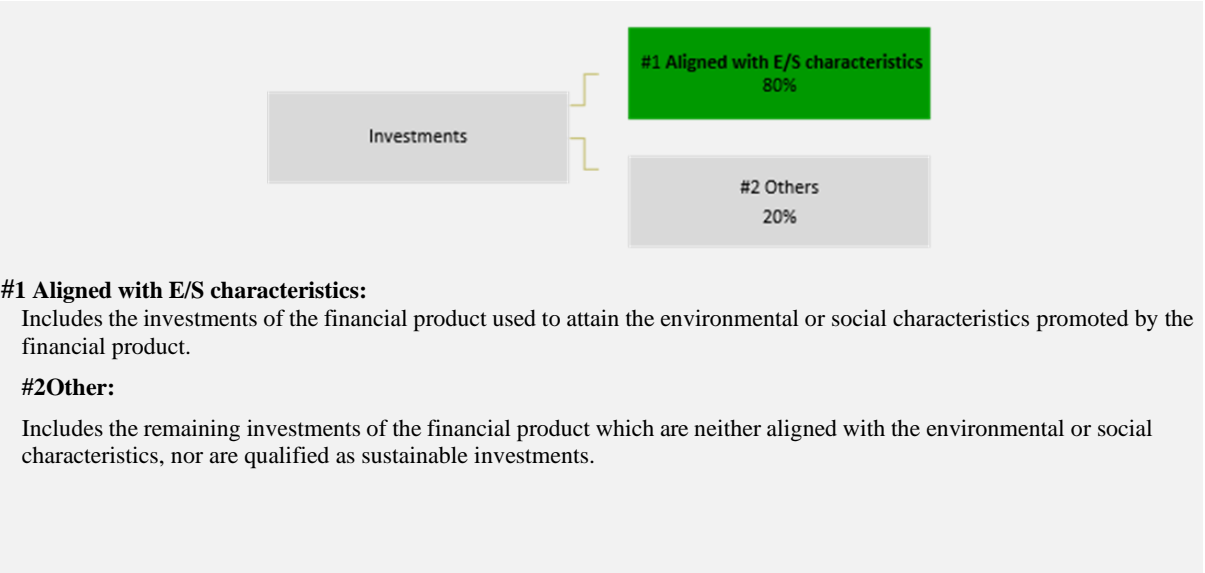 #1 Aligned with E/S characteristics
80%
Investments
#2 Others
20%
#1 Aligned with E/S characteristics:
Includes the investments of the financial product used to attain the environmental or social characteristics promoted by the
financial product.
#2Other:
Includes the remaining investments of the financial product which are neither aligned with the environmental or social
characteristics, nor are qualified as sustainable investments.